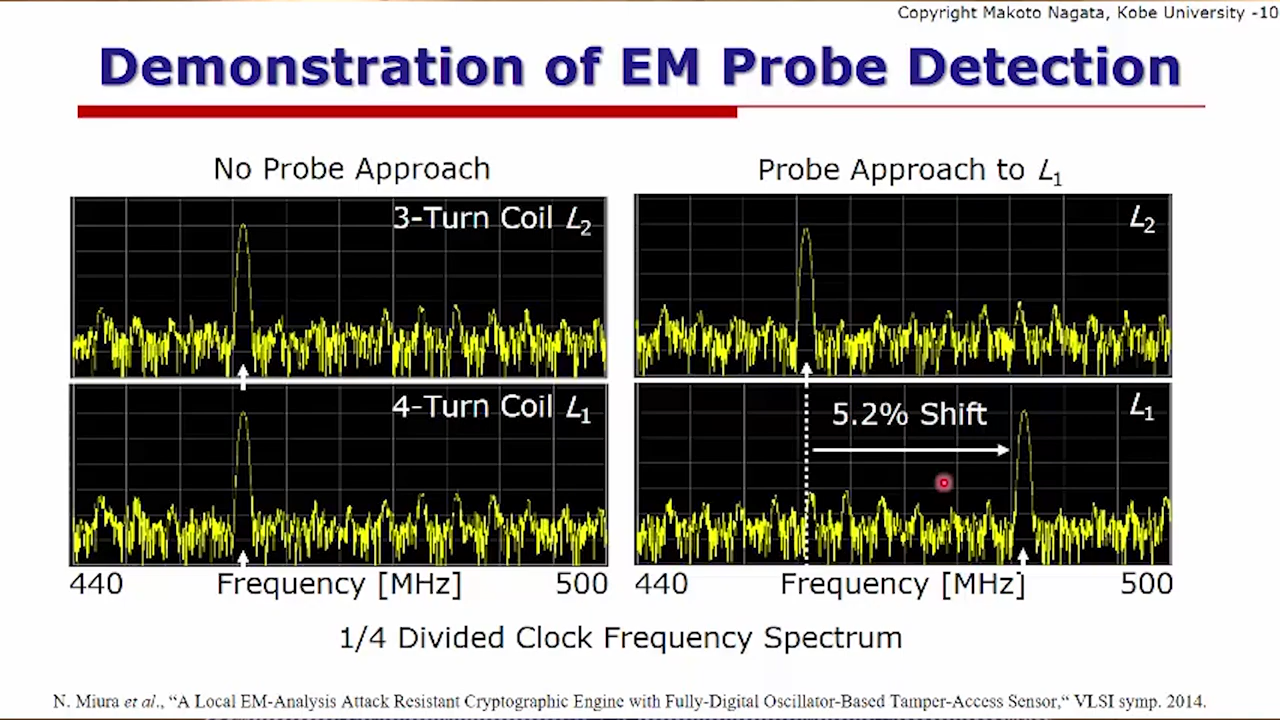 Copyright Makoto Nagata, Kobe University -10
Demonstration of EM Probe Detection
No Probe Approach
3-Turn Coil L2
4-Turn Coil L1
440 Frequency [MHz] 500
Probe Approach to L1
L2
5.2% Shift L1
440 Frequency [MHz] 500
1/4 Divided Clock Frequency Spectrum
N. Miura et al., “A Local EM-Analysis Attack Resistant Cryptographic Engine with Fully-Digital Oscillator-Based Tamper-Access Sensor,“ VLSI symp. 2014.